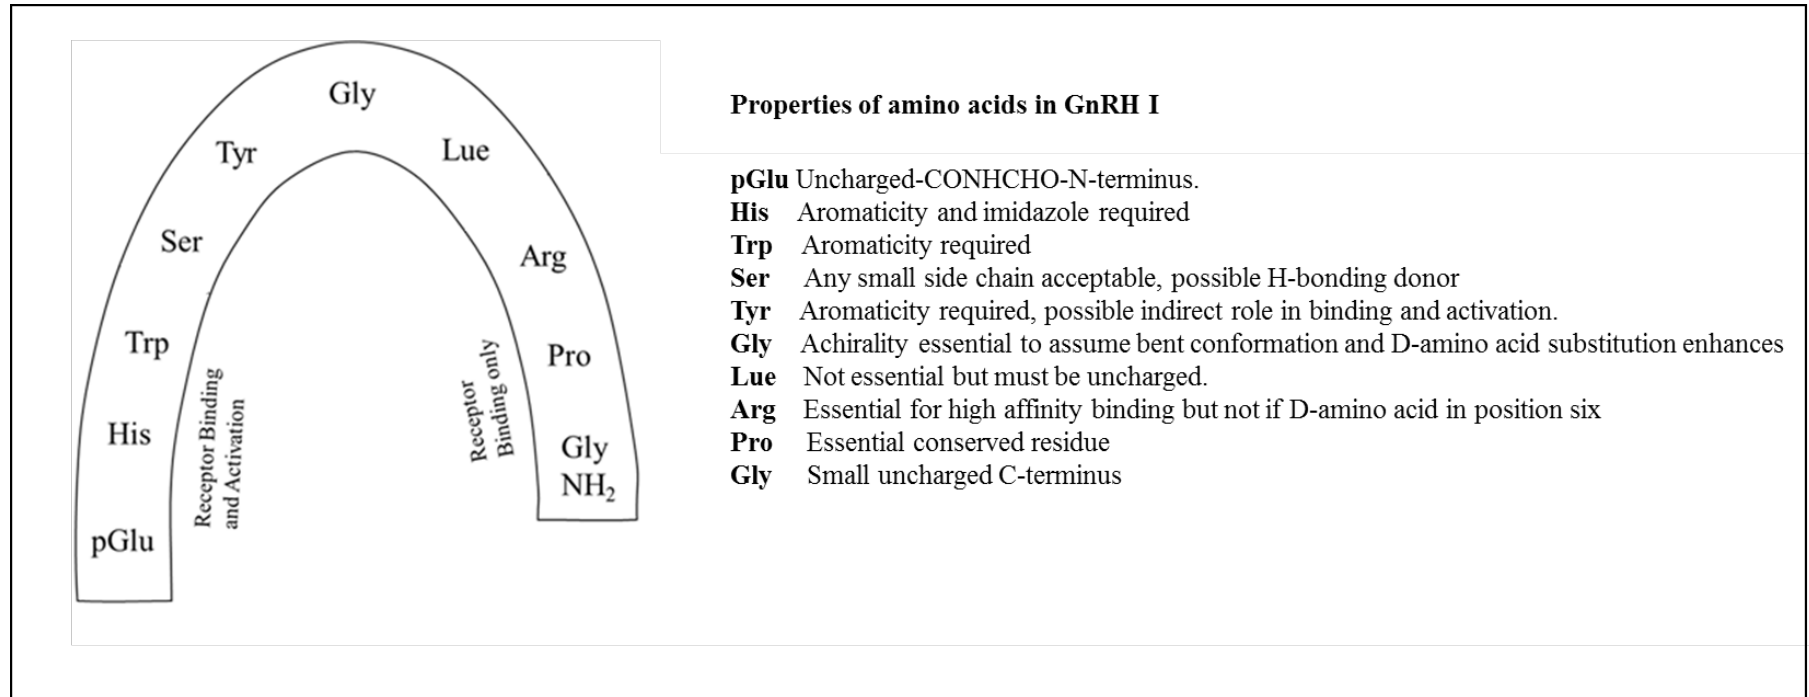 Gly
Tyr
Lue
Ser
Arg
Trp
Pro
His
Gly
NH₂
pGlu
Receptor Binding
and Activation
Receptor
Binding only
Properties of amino acids in GnRH I
pGlu Uncharged-CONHCHO-N-terminus.
His Aromaticity and imidazole required
Trp Aromaticity required
Ser Any small side chain acceptable, possible H-bonding donor
Tyr Aromaticity required, possible indirect role in binding and activation.
Gly Achirality essential to assume bent conformation and D-amino acid substitution enhances
Lue Not essential but must be uncharged.
Arg Essential for high affinity binding but not if D-amino acid in position six
Pro Essential conserved residue
Gly Small uncharged C-terminus